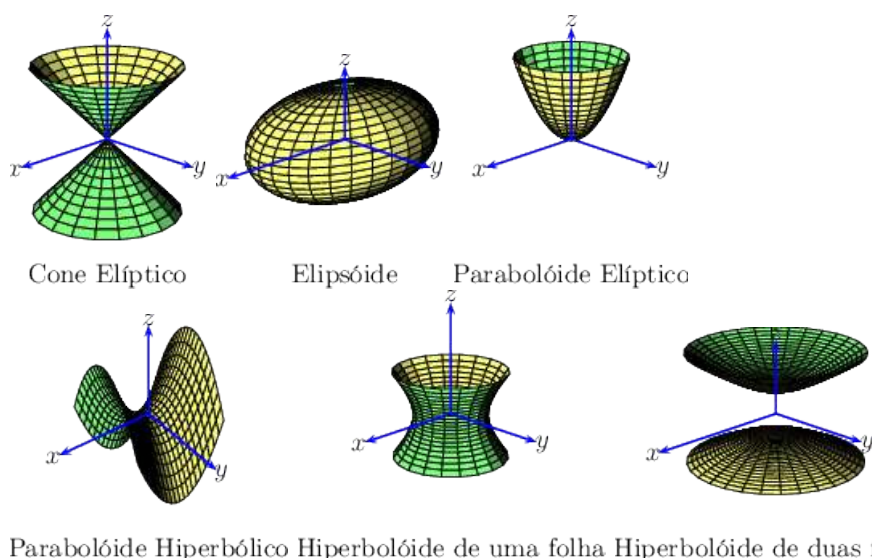 z z z
x y x y x y
Cone Elíptico Elipsóide Parabolóide Elíptico
z z
x y x y x y
Parabolóide Hiperbólico Hiperbolóide de uma folha Hiperbolóide de duas